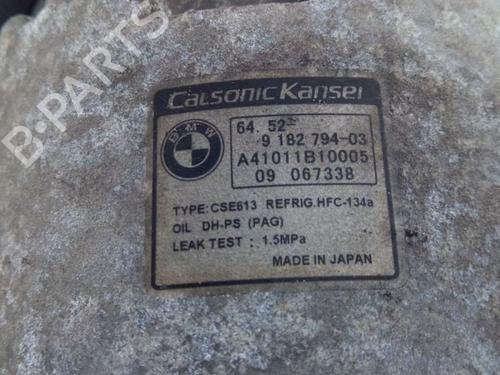 B-PARTS
CalsonicKansei
BMW
64. 52
9 182 794-03
A41011B10005
09 067338
TYPE:CSE613 REFRIG.HFC-134a
OIL DH-PS (PAG)
LEAK TEST : 1.5MPa
MADE IN JAPAN